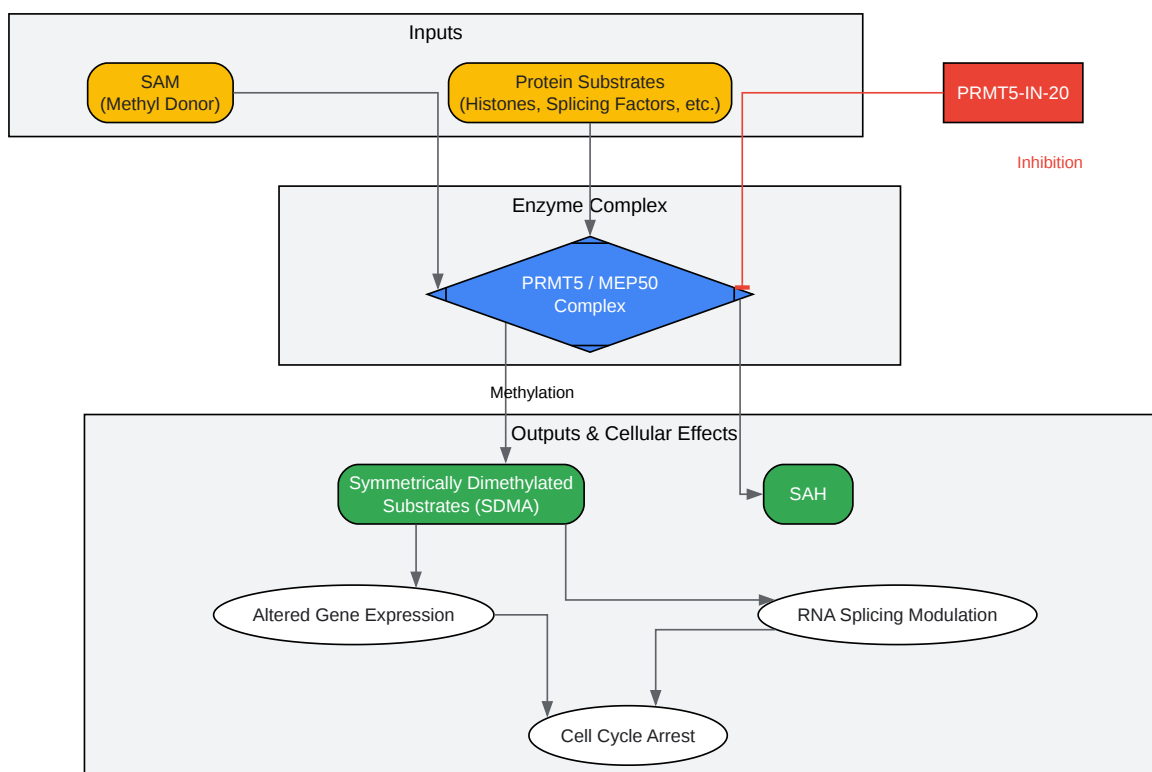 Inputs
SAM
(Methyl Donor)
Protein Substrates
(Histones, Splicing Factors, etc.)
PRMT5-IN-20
Inhibition
Enzyme Complex
PRMT5 / MEP50
Complex
Methylation
Outputs & Cellular Effects
Symmetrically Dimethylated
Substrates (SDMA)
SAH
Altered Gene Expression
RNA Splicing Modulation
Cell Cycle Arrest